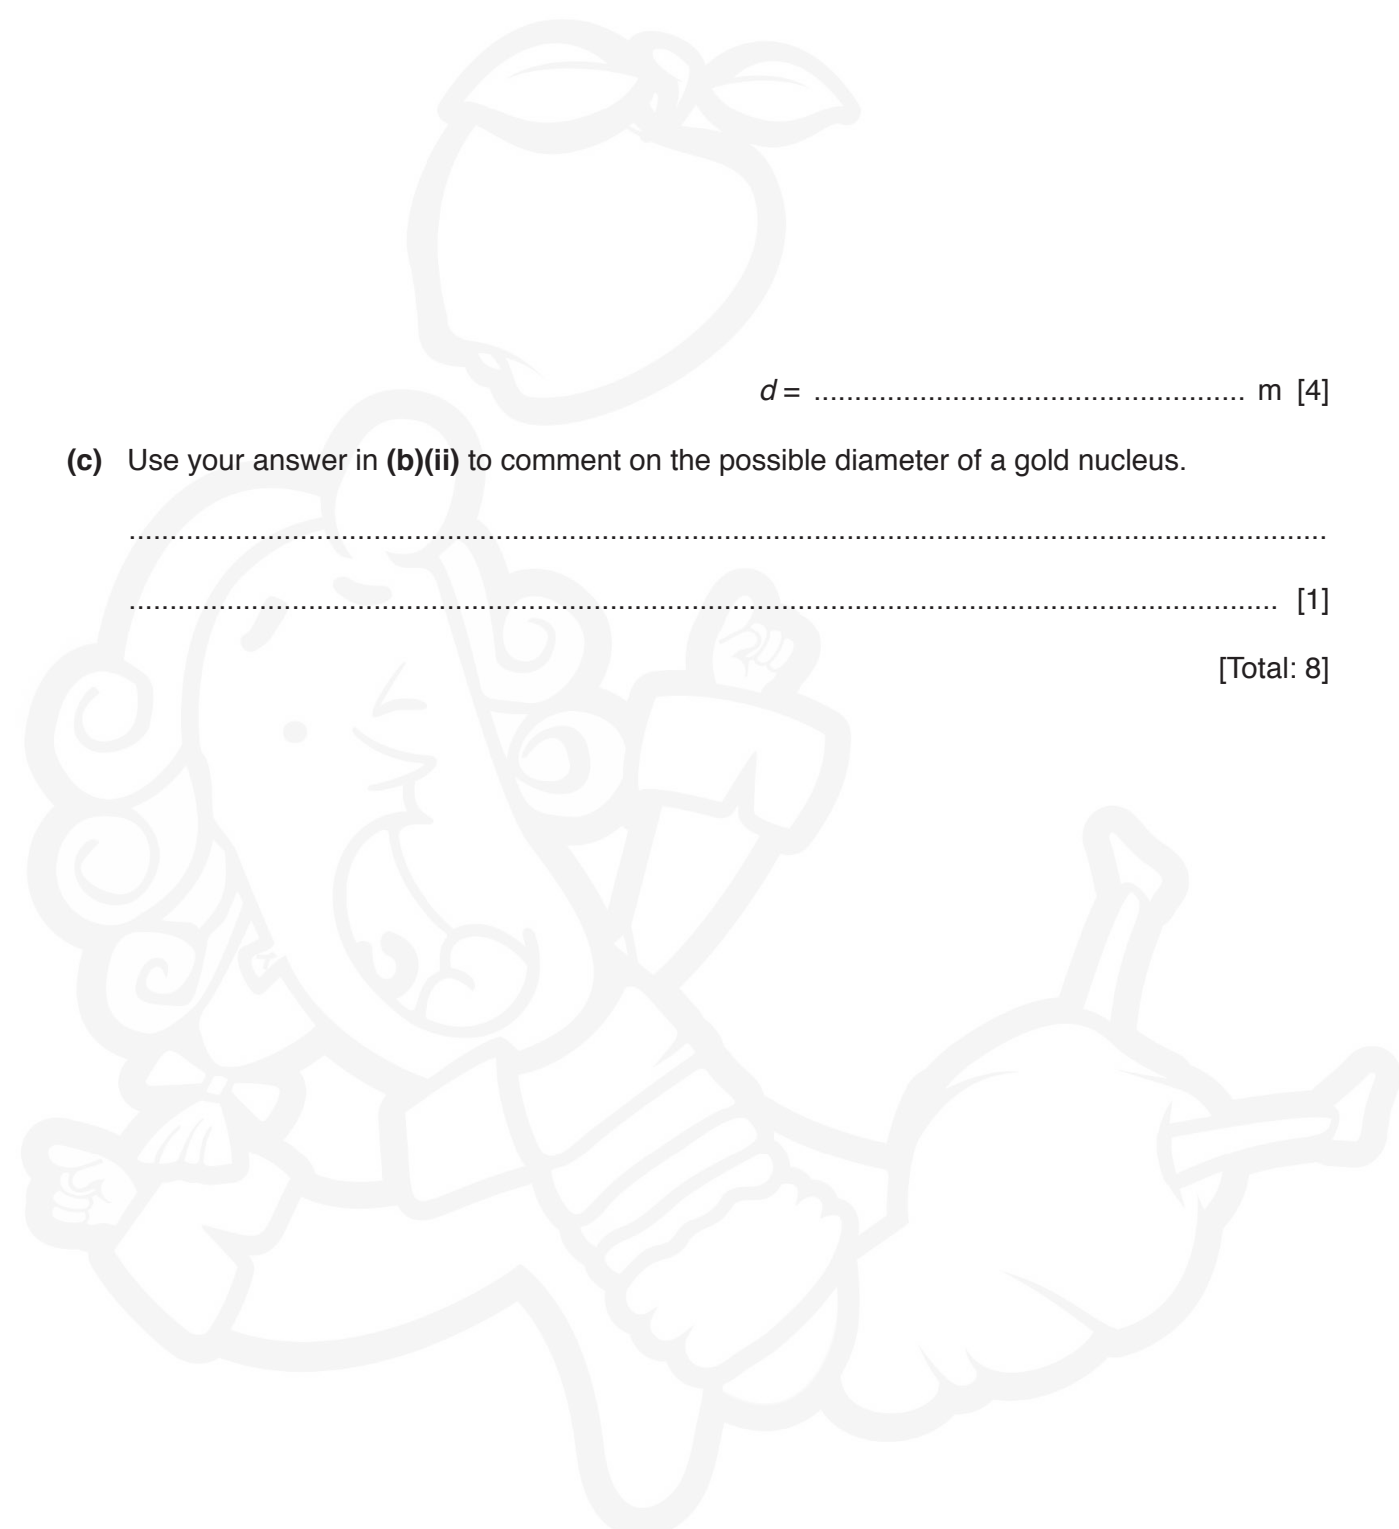 d = ..................................................... m [4]
(c) Use your answer in (b)(ii) to comment on the possible diameter of a gold nucleus.
...................................................................................................................................................
............................................................................................................................................. [1]
[Total: 8]